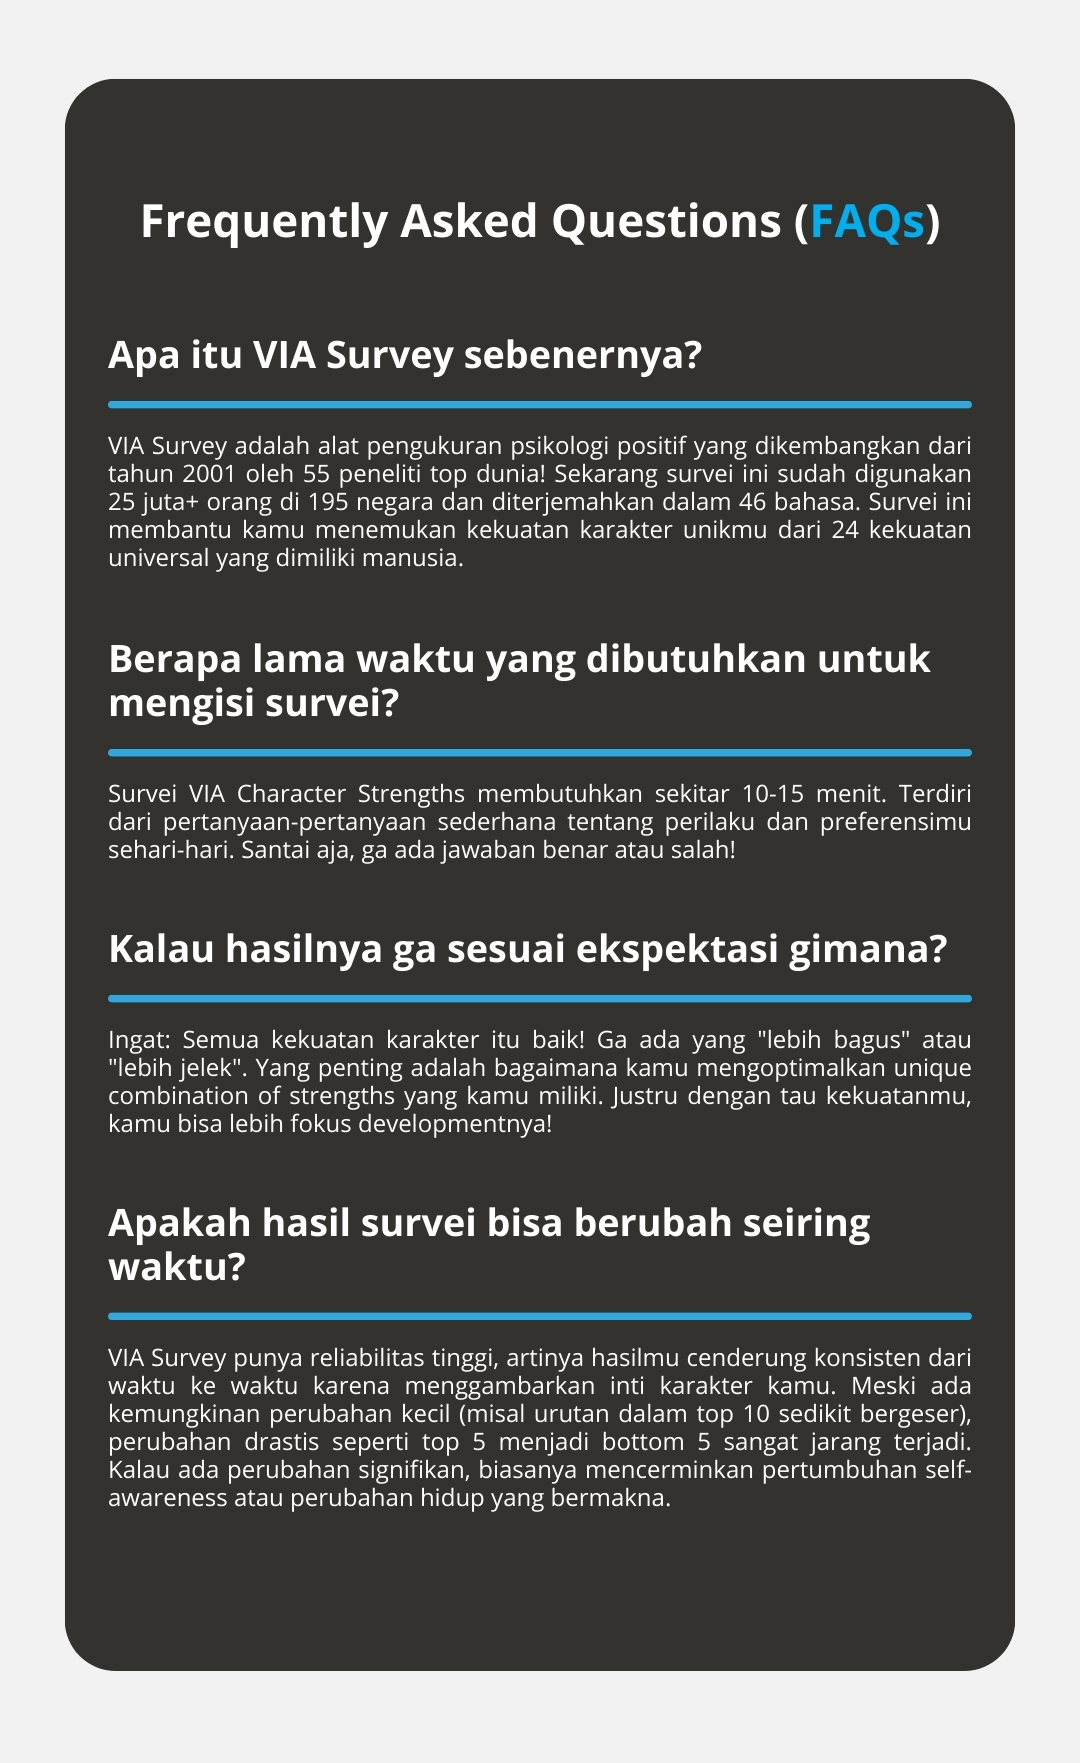 Frequently Asked Questions (FAQs)
Apa itu VIA Survey sebenernya?
VIA Survey adalah alat pengukuran psikologi positif yang dikembangkan dari
tahun 2001 oleh 55 peneliti top dunia! Sekarang survei ini sudah digunakan
25 juta+ orang di 195 negara dan diterjemahkan dalam 46 bahasa. Survei ini
membantu kamu menemukan kekuatan karakter unikmu dari 24 kekuatan
universal yang dimiliki manusia.
Berapa lama waktu yang dibutuhkan untuk
mengisi survei?
Survei VIA Character Strengths membutuhkan sekitar 10-15 menit. Terdiri
dari pertanyaan-pertanyaan sederhana tentang perilaku dan preferensimu
sehari-hari. Santai aja, ga ada jawaban benar atau salah!
Kalau hasilnya ga sesuai ekspektasi gimana?
Ingat: Semua kekuatan karakter itu baik! Ga ada yang "lebih bagus" atau
"lebih jelek". Yang penting adalah bagaimana kamu mengoptimalkan unique
combination of strengths yang kamu miliki. Justru dengan tau kekuatanmu,
kamu bisa lebih fokus developmentnya!
Apakah hasil survei bisa berubah seiring
waktu?
VIA Survey punya reliabilitas tinggi, artinya hasilmu cenderung konsisten dari
waktu ke waktu karena menggambarkan inti karakter kamu. Meski ada
kemungkinan perubahan kecil (misal urutan dalam top 10 sedikit bergeser),
perubahan drastis seperti top 5 menjadi bottom 5 sangat jarang terjadi.
Kalau ada perubahan signifikan, biasanya mencerminkan pertumbuhan self-
awareness atau perubahan hidup yang bermakna.